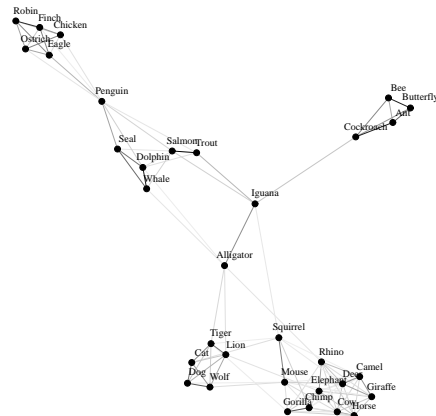 Robin
Finch
Chicken
Ostrich
Eagle
Penguin
Bee
Butterfly
Ant
Cockroach
Seal
Salmon
Trout
Dolphin
Whale
Iguana
Alligator
Tiger
Squirrel
Cat
Lion
Rhino
Camel
Dog
Wolf
Mouse
Elephant
Deer
Giraffe
Gorilla
Chimp
Cow
Horse